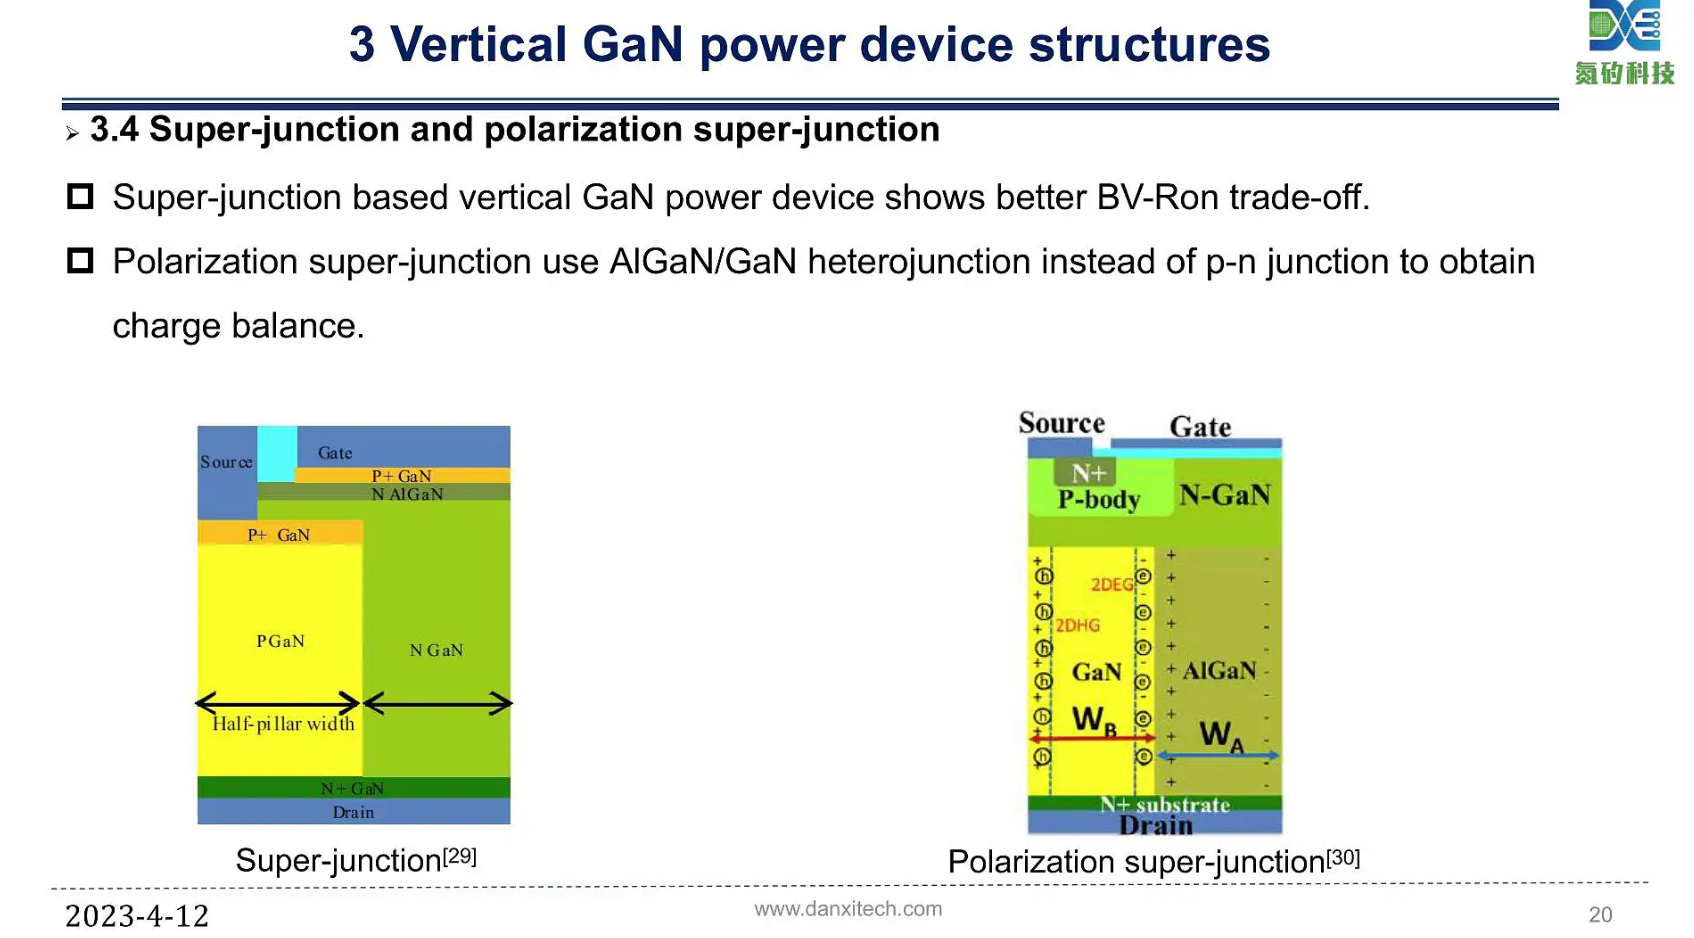 3 Vertical GaN power device structures
氮矽科技
➢ 3.4 Super-junction and polarization super-junction
Super-junction based vertical GaN power device shows better BV-Ron trade-off.
Polarization super-junction use AlGaN/GaN heterojunction instead of p-n junction to obtain
charge balance.
Source
Gate
P+ GaN
N AlGaN
P+ GaN
P GaN
N GaN
Half-pillar width
N+ GaN
Drain
Super-junction[29]
Source
Gate
N+
P-body
N-GaN
2DEG
2DHG
GaN
AlGaN
WB
WA
N+ substrate
Drain
Polarization super-junction[30]
2023-4-12
www.danxitech.com
20